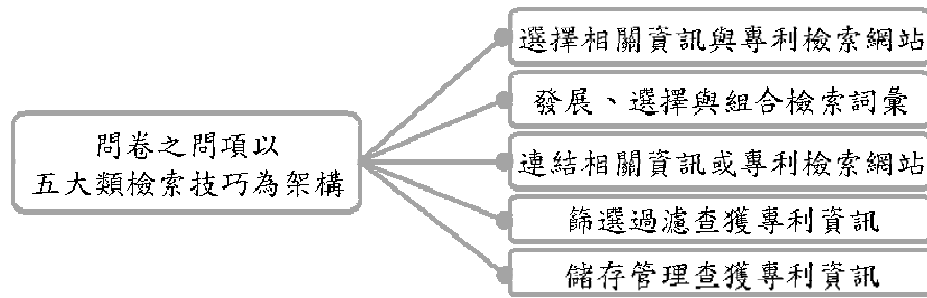 問卷之問項以
五大類檢索技巧為架構
選擇相關資訊與專利檢索網站
發展、選擇與組合檢索詞彙
連結相關資訊或專利檢索網站
篩選過濾查獲專利資訊
儲存管理查獲專利資訊